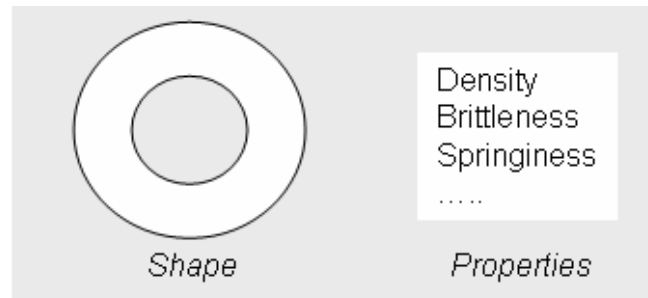 Density
Brittleness
Springiness
.....
Shape
Properties